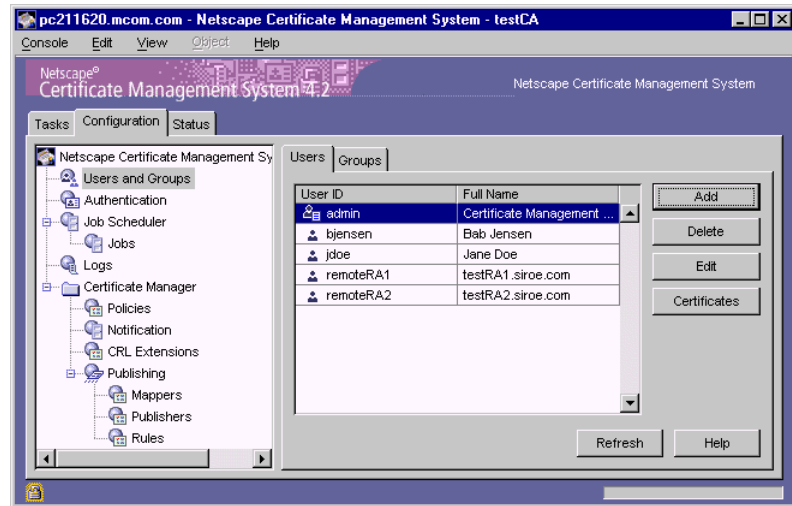 pc211620.mcom.com - Netscape Certificate Management System - testCA
Console Edit View Object Help
Netscape®
Certificate Management System 4.2
Netscape Certificate Management System
Tasks Configuration Status
Netscape Certificate Management Sy
Users and Groups
Authentication
Job Scheduler
Jobs
Logs
Certificate Manager
Policies
Notification
CRL Extensions
Publishing
Mappers
Publishers
Rules
Users Groups
User ID Full Name
admin Certificate Management ...
bjensen Bab Jensen
jdoe Jane Doe
remoteRA1 testRA1.siroe.com
remoteRA2 testRA2.siroe.com
Add
Delete
Edit
Certificates
Refresh Help